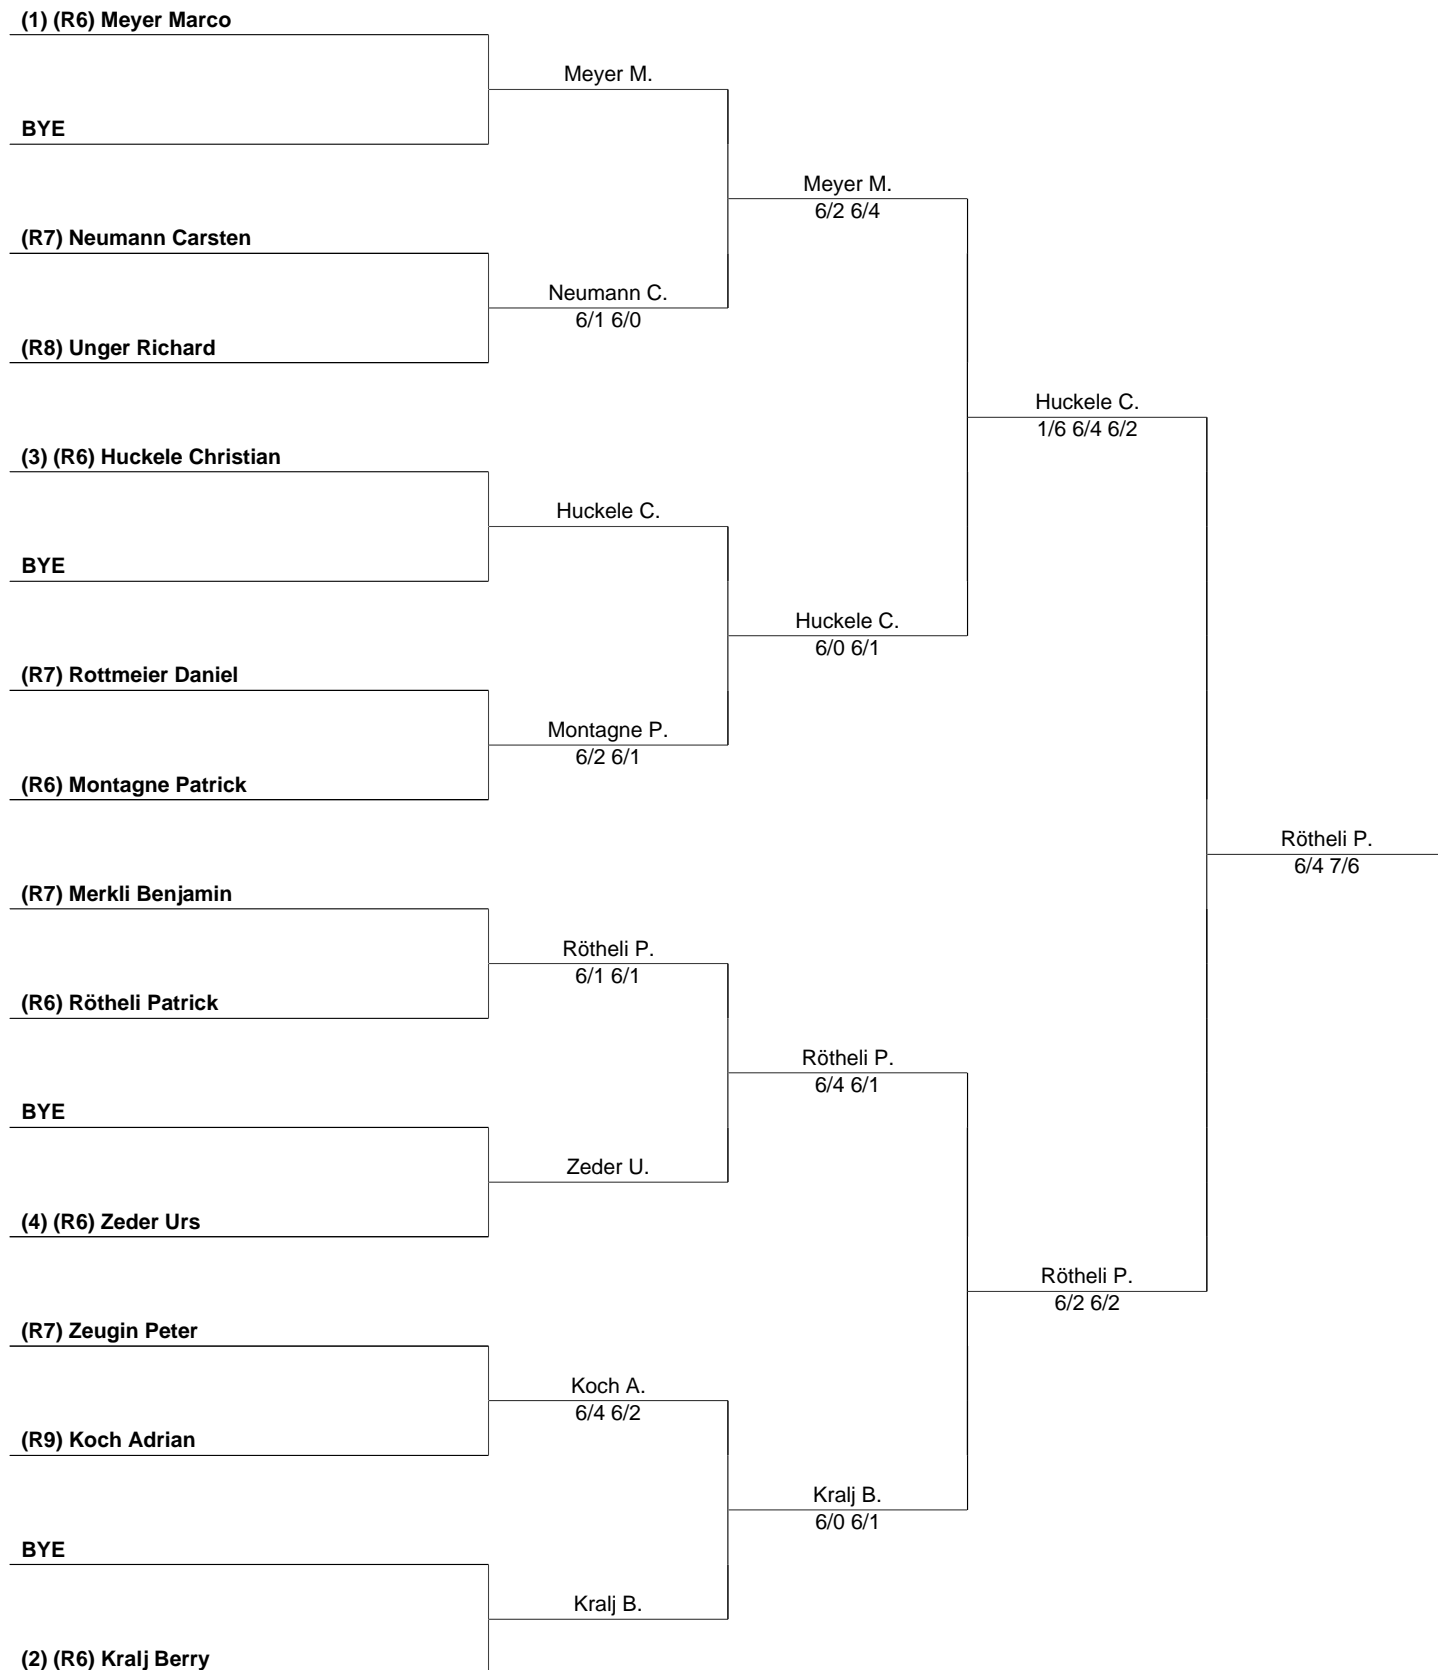 (1) (R6) Meyer Marco
Meyer M.
BYE
Meyer M.
6/2 6/4
(R7) Neumann Carsten
Neumann C.
6/1 6/0
(R8) Unger Richard
Huckele C.
1/6 6/4 6/2
(3) (R6) Huckele Christian
Huckele C.
BYE
Huckele C.
6/0 6/1
(R7) Rottmeier Daniel
Montagne P.
6/2 6/1
(R6) Montagne Patrick
Rötheli P.
6/4 7/6
(R7) Merkli Benjamin
Rötheli P.
6/1 6/1
(R6) Rötheli Patrick
Rötheli P.
6/4 6/1
BYE
Zeder U.
(4) (R6) Zeder Urs
Rötheli P.
6/2 6/2
(R7) Zeugin Peter
Koch A.
6/4 6/2
(R9) Koch Adrian
Kralj B.
6/0 6/1
BYE
Kralj B.
(2) (R6) Kralj Berry